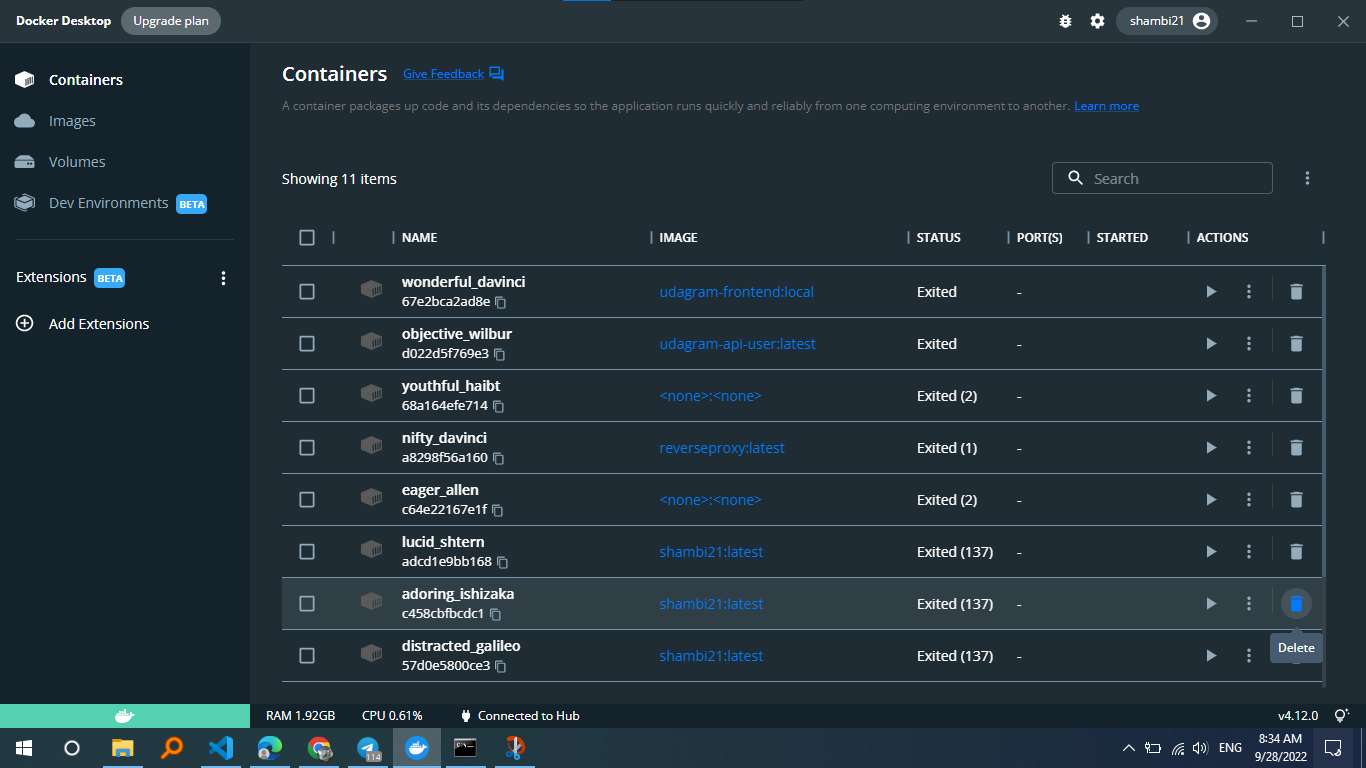 Docker Desktop Upgrade plan shambi21
Containers
Images
Volumes
Dev Environments BETA
Extensions BETA
Add Extensions
Containers Give Feedback
A container packages up code and its dependencies so the application runs quickly and reliably from one computing environment to another. Learn more
Showing 11 items Search
NAME IMAGE STATUS PORT(S) STARTED ACTIONS
wonderful_davinci
67e2bca2ad8e udagram-frontend:local Exited -
objective_wilbur
d022d5f769e3 udagram-api-user:latest Exited -
youthful_haibt
68a164efe714 <none>:<none> Exited (2) -
nifty_davinci
a8298f56a160 reverseproxy:latest Exited (1) -
eager_allen
c64e22167e1f <none>:<none> Exited (2) -
lucid_shtern
adcd1e9bb168 shambi21:latest Exited (137) -
adoring_ishizaka
c458cbfbcdc1 shambi21:latest Exited (137) -
distracted_galileo
57d0e5800ce3 shambi21:latest Exited (137) -
Delete
RAM 1.92GB CPU 0.61% Connected to Hub v4.12.0
114
ENG
8:34 AM
9/28/2022